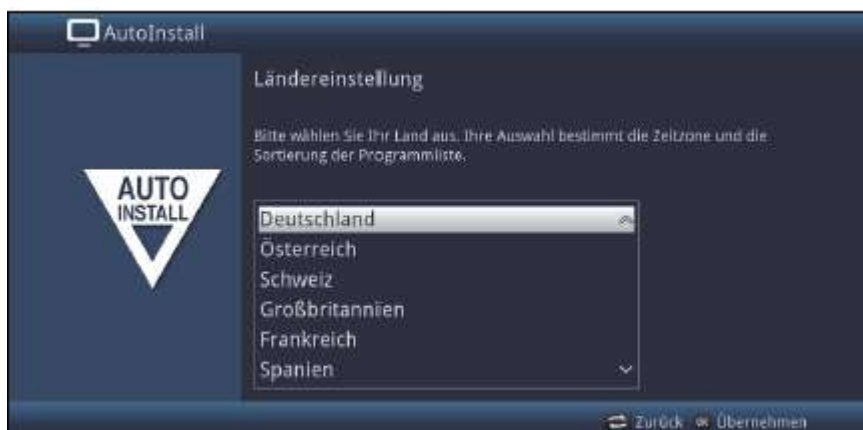 AutoInstall
Ländereinstellung
Bitte wählen Sie Ihr Land aus. Ihre Auswahl bestimmt die Zeitzone und die
Sortierung der Programmliste.
AUTO
INSTALL
Deutschland
Österreich
Schweiz
Großbritannien
Frankreich
Spanien
Zurück OK Übernehmen